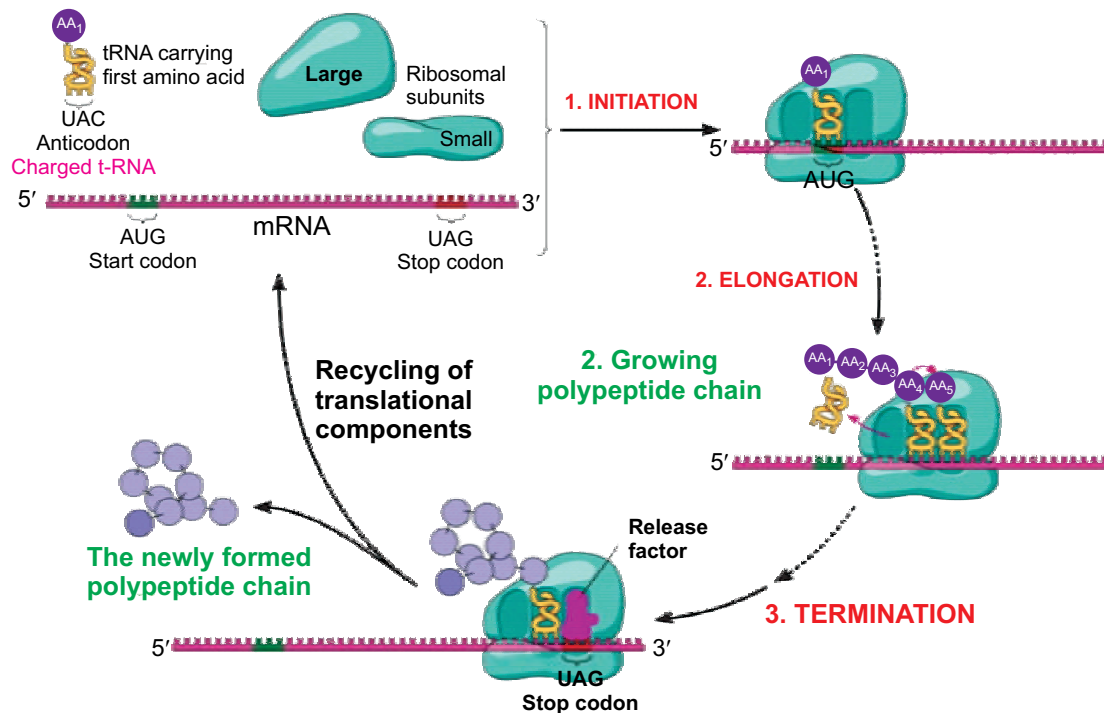 AA1
tRNA carrying
first amino acid
UAC
Anticodon
Charged t-RNA
Large
Ribosomal
subunits
Small
5′
3′
AUG
Start codon
mRNA
UAG
Stop codon
1. INITIATION
AA1
5′
AUG
2. ELONGATION
2. Growing
polypeptide chain
AA1
AA2
AA3
AA4
AA5
5′
Recycling of
translational
components
The newly formed
polypeptide chain
Release
factor
3. TERMINATION
5′
3′
UAG
Stop codon